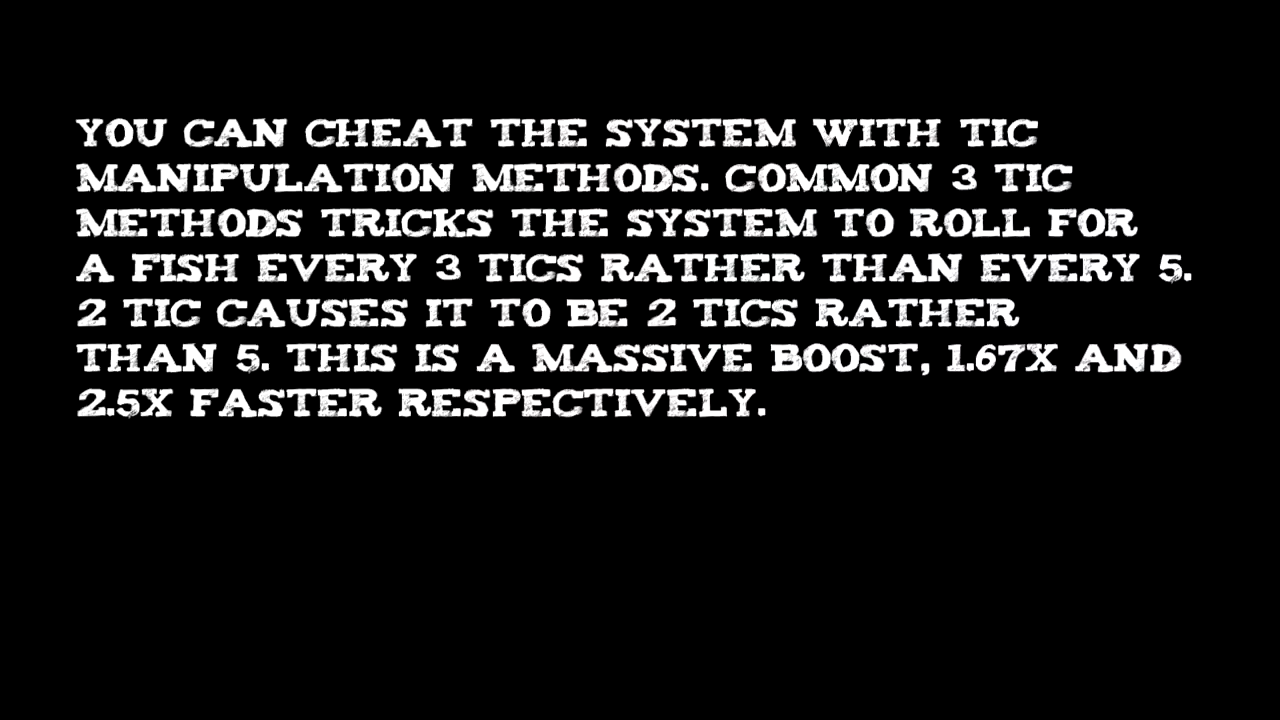 YOU CAN CHEAT THE SYSTEM WITH TIC
MANIPULATION METHODS. COMMON 3 TIC
METHODS TRICKS THE SYSTEM TO ROLL FOR
A FISH EVERY 3 TICS RATHER THAN EVERY 5.
2 TIC CAUSES IT TO BE 2 TICS RATHER
THAN 5. THIS IS A MASSIVE BOOST, 1.67X AND
2.5X FASTER RESPECTIVELY.